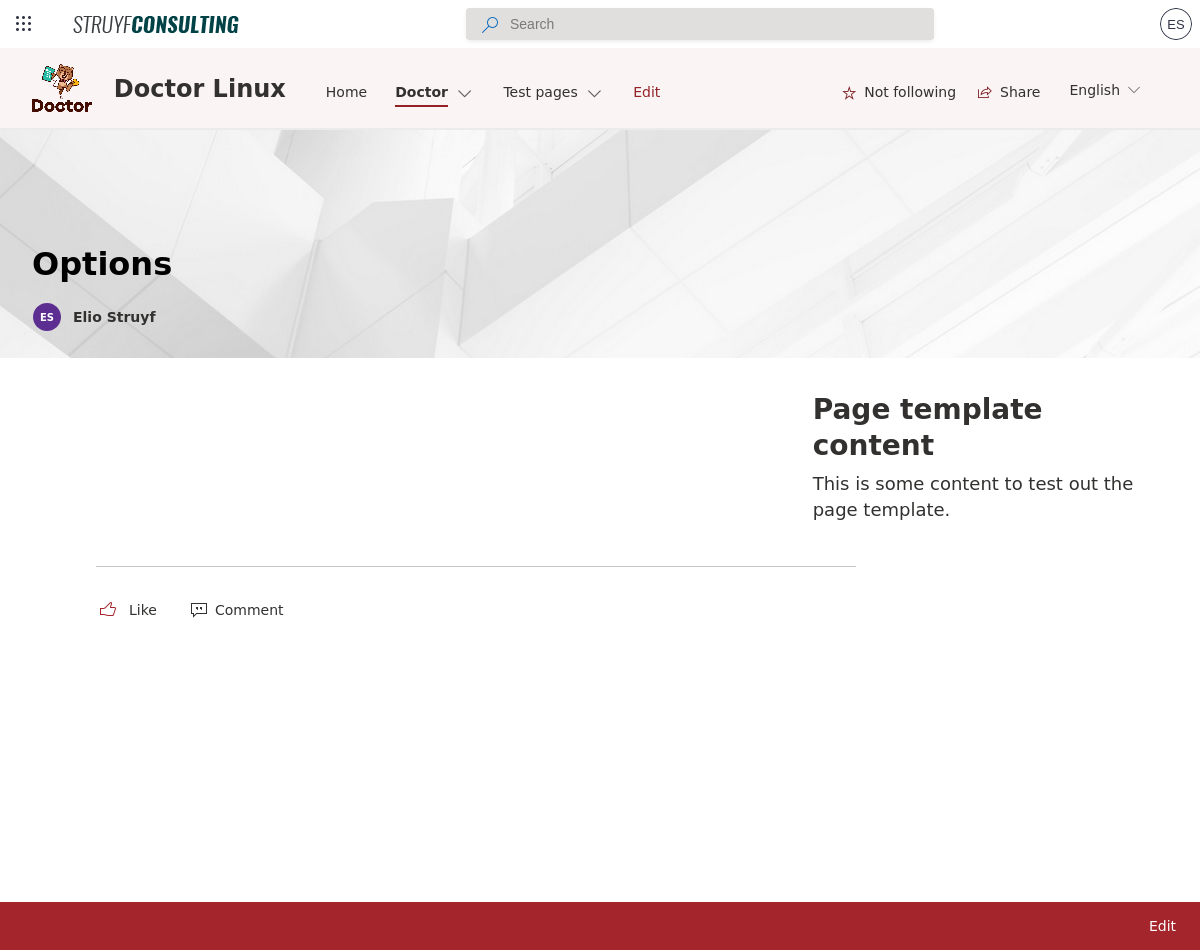 STRUYFCONSULTING
Search
ES
Doctor
Doctor Linux
Home
Doctor
Test pages
Edit
Not following
Share
English
Options
ES
Elio Struyf
Page template
content
This is some content to test out the
page template.
Like
Comment
Edit